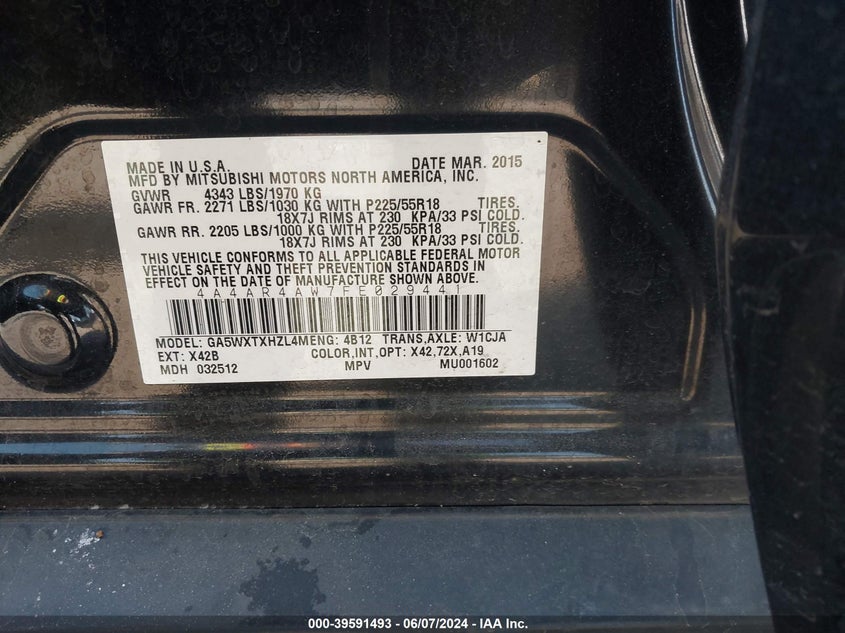 MADE IN U.S.A. DATE MAR. 2015
MFD BY MITSUBISHI MOTORS NORTH AMERICA, INC.
GVWR 4343 LBS/1970 KG
GAWR FR. 2271 LBS/1030 KG WITH P225/55R18 TIRES.
18X7J RIMS AT 230 KPA/33 PSI COLD.
GAWR RR. 2205 LBS/1000 KG WITH P225/55R18 TIRES.
18X7J RIMS AT 230 KPA/33 PSI COLD.
THIS VEHICLE CONFORMS TO ALL APPLICABLE FEDERAL MOTOR
VEHICLE SAFETY AND THEFT PREVENTION STANDARDS IN
EFFECT ON THE DATE OF MANUFACTURE SHOWN ABOVE.
4A4AR4AW7FE029441
MODEL: GA5WXTXHZL4MENG: 4B12 TRANS,AXLE: W1CJA
EXT: X42B COLOR,INT,OPT: X42,72X,A19
MDH 032512 MPV MU001602
000-39591493 - 06/07/2024 - IAA Inc.